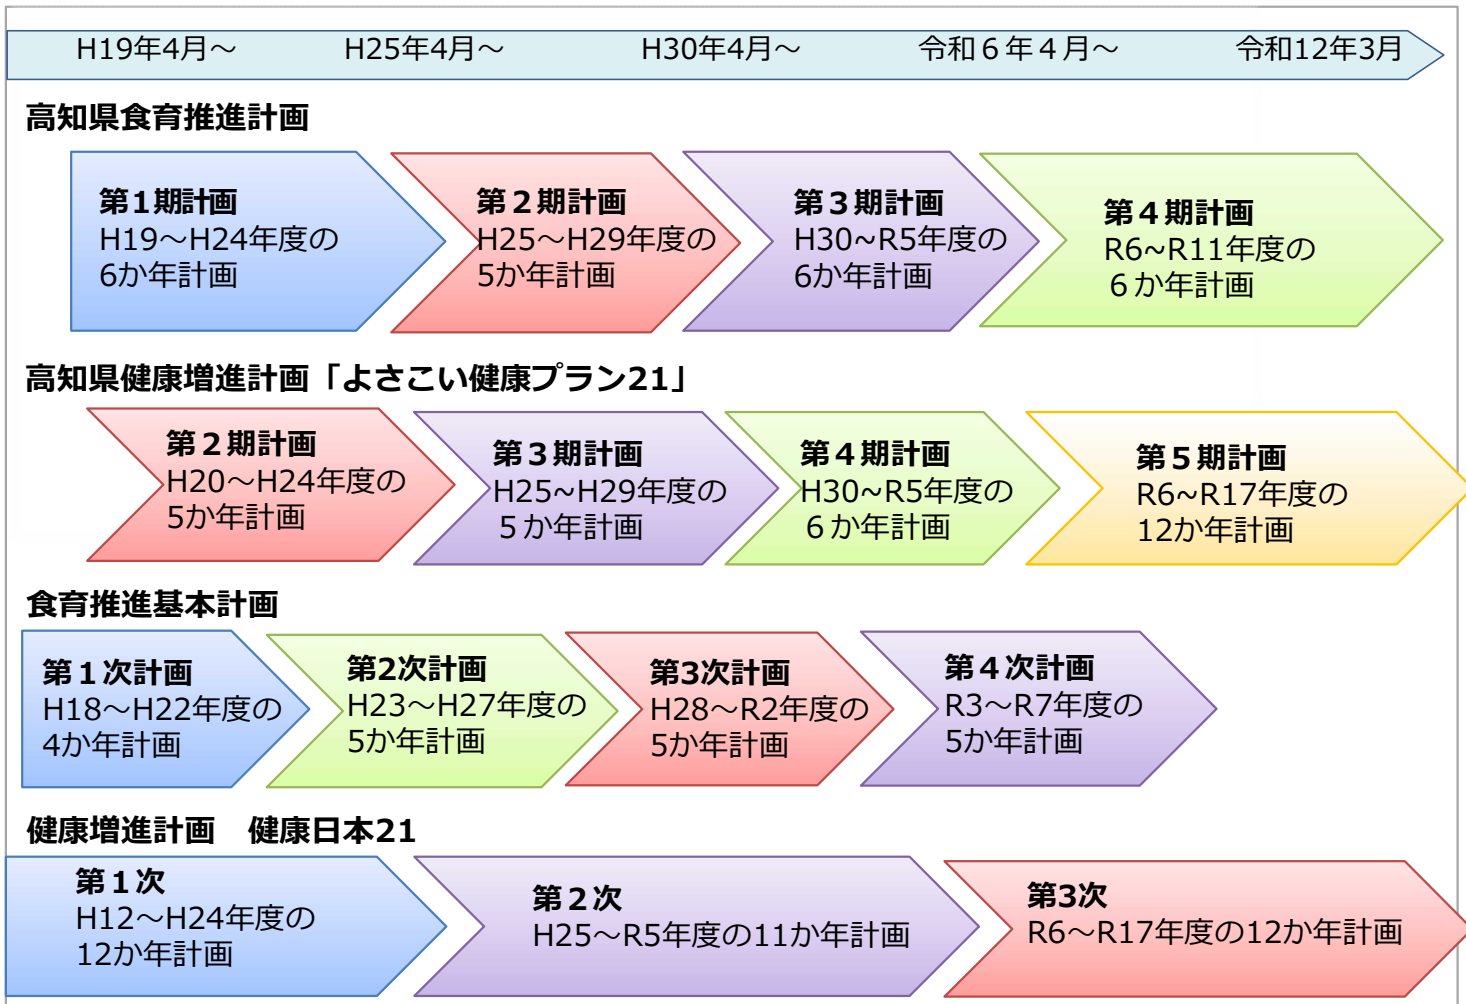 H19年4月～ H25年4月～ H30年4月～ 令和６年４月～ 令和12年3月
高知県食育推進計画
第1期計画
H19～H24年度の
6か年計画
第２期計画
H25～H29年度の
5か年計画
第３期計画
H30~R5年度の
6か年計画
第４期計画
R6~R11年度の
６か年計画
高知県健康増進計画「よさこい健康プラン21」
第２期計画
H20～H24年度の
5か年計画
第３期計画
H25~H29年度の
５か年計画
第４期計画
H30~R5年度の
６か年計画
第５期計画
R6~R17年度の
12か年計画
食育推進基本計画
第１次計画
H18～H22年度の
4か年計画
第2次計画
H23～H27年度の
5か年計画
第3次計画
H28～R2年度の
5か年計画
第４次計画
R3～R7年度の
5か年計画
健康増進計画　健康日本21
第１次
H12～H24年度の
12か年計画
第２次
H25～R5年度の11か年計画
第3次
R6～R17年度の12か年計画